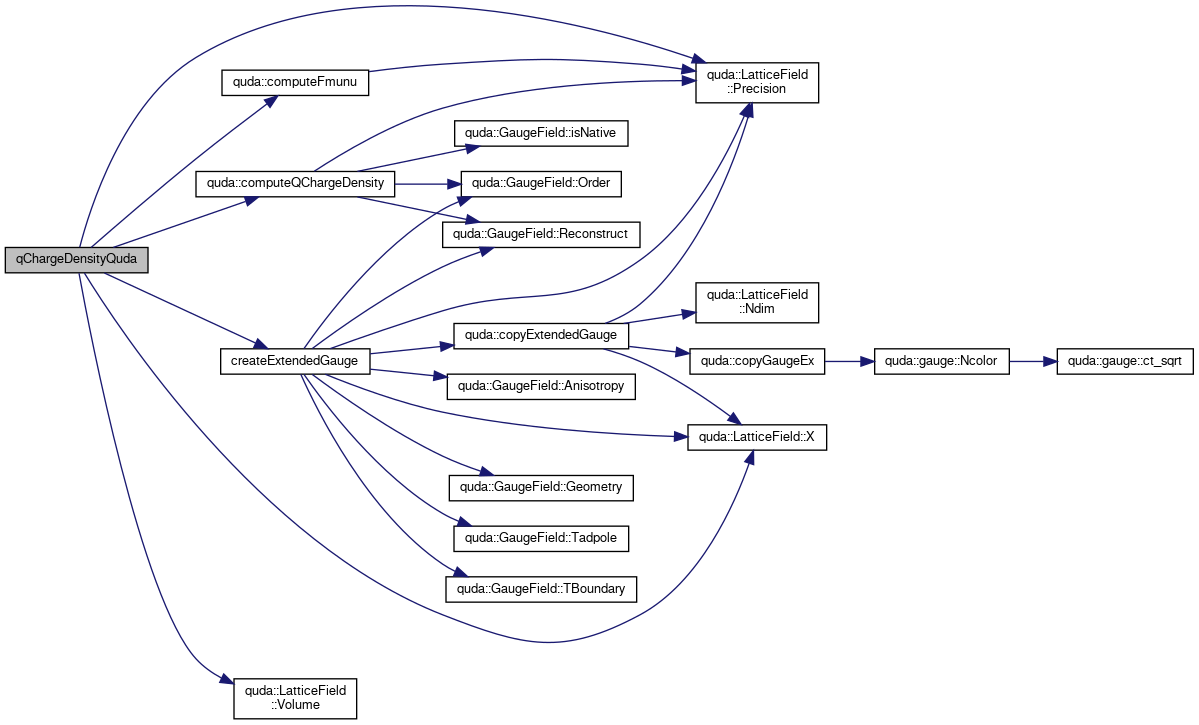 qChargeDensityQuda
quda::computeFmunu
quda::computeQChargeDensity
createExtendedGauge
quda::LatticeField
::Volume
quda::GaugeField::isNative
quda::GaugeField::Order
quda::GaugeField::Reconstruct
quda::copyExtendedGauge
quda::GaugeField::Anisotropy
quda::GaugeField::Geometry
quda::GaugeField::Tadpole
quda::GaugeField::TBoundary
quda::LatticeField
::Precision
quda::LatticeField
::Ndim
quda::copyGaugeEx
quda::LatticeField::X
quda::gauge::Ncolor
quda::gauge::ct_sqrt